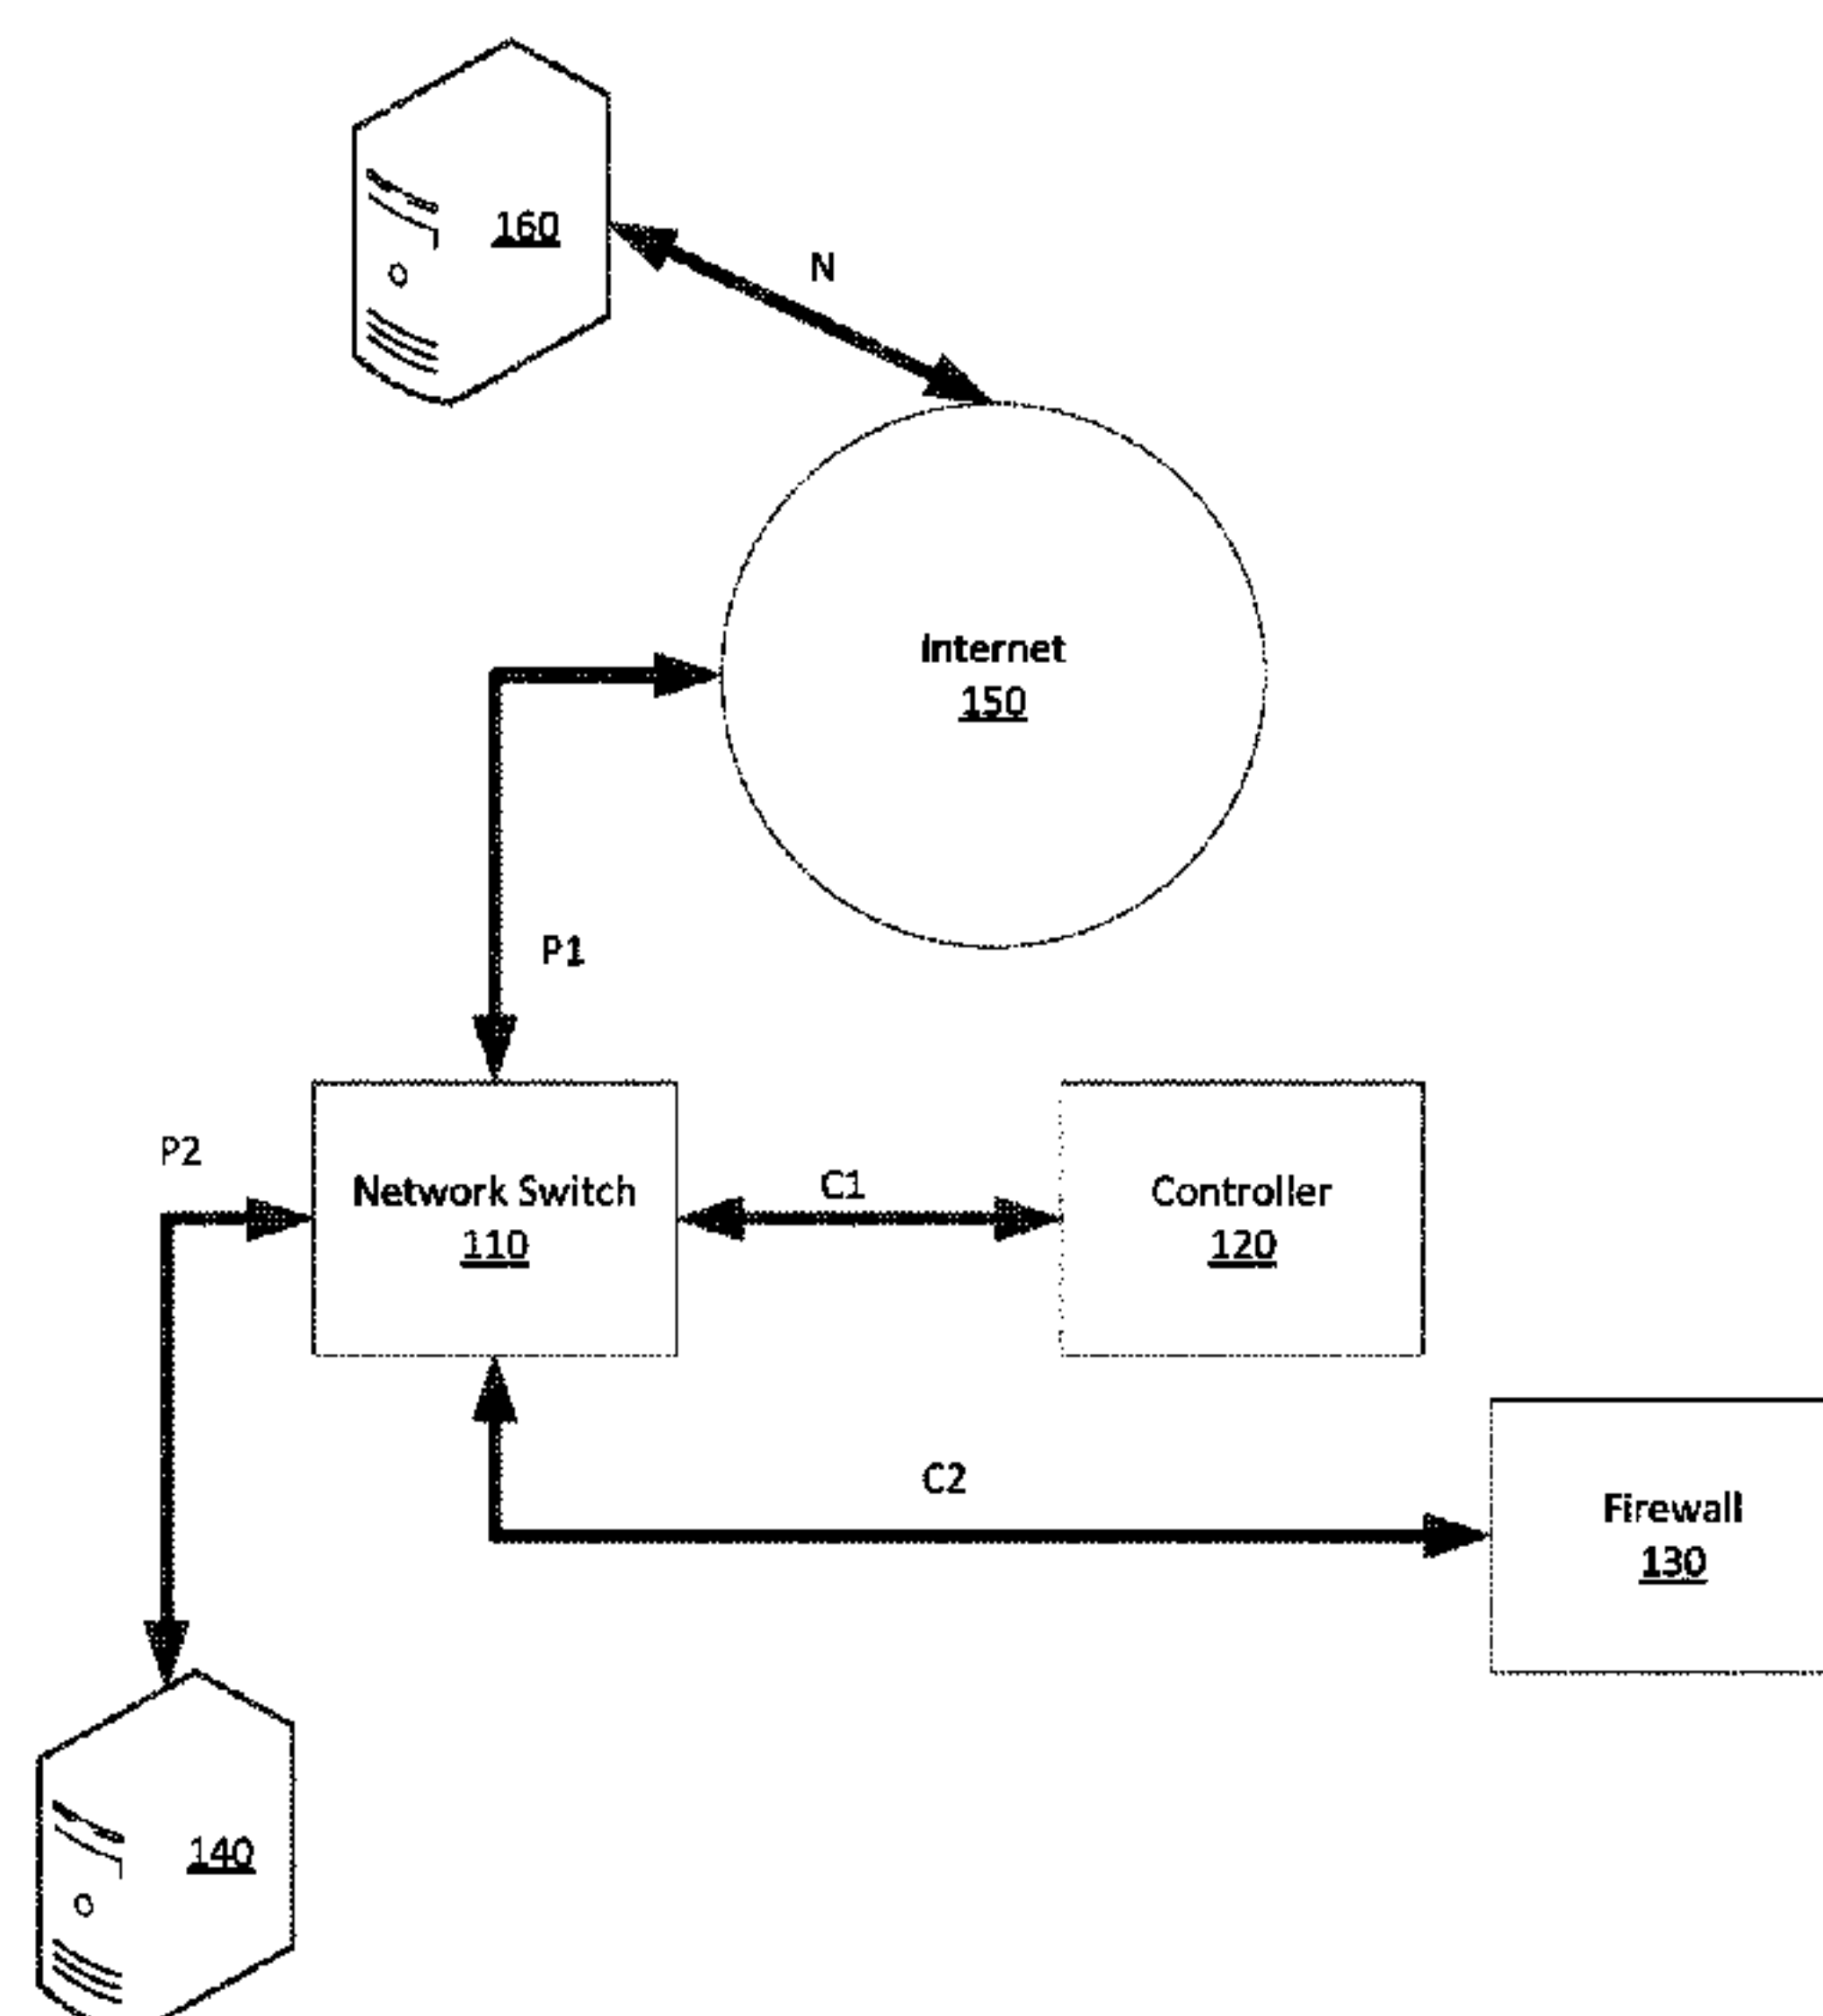 160
N
Internet
150
P1
P2
Network Switch
110
C1
Controller
120
C2
Firewall
130
140